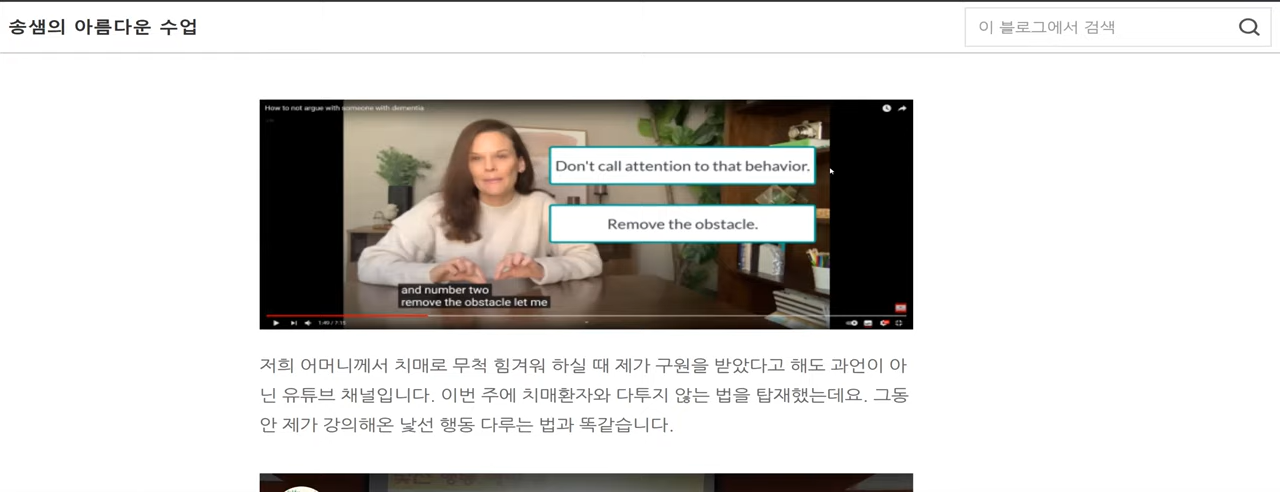 송샘의 아름다운 수업
이 블로그에서 검색
How to not argue with someone with dementia
Don't call attention to that behavior.
Remove the obstacle.
and number two
remove the obstacle let me
저희 어머니께서 치매로 무척 힘겨워 하실 때 제가 구원을 받았다고 해도 과언이 아
닌 유튜브 채널입니다. 이번 주에 치매환자와 다투지 않는 법을 탑재했는데요. 그동
안 제가 강의해온 낯선 행동 다루는 법과 똑같습니다.